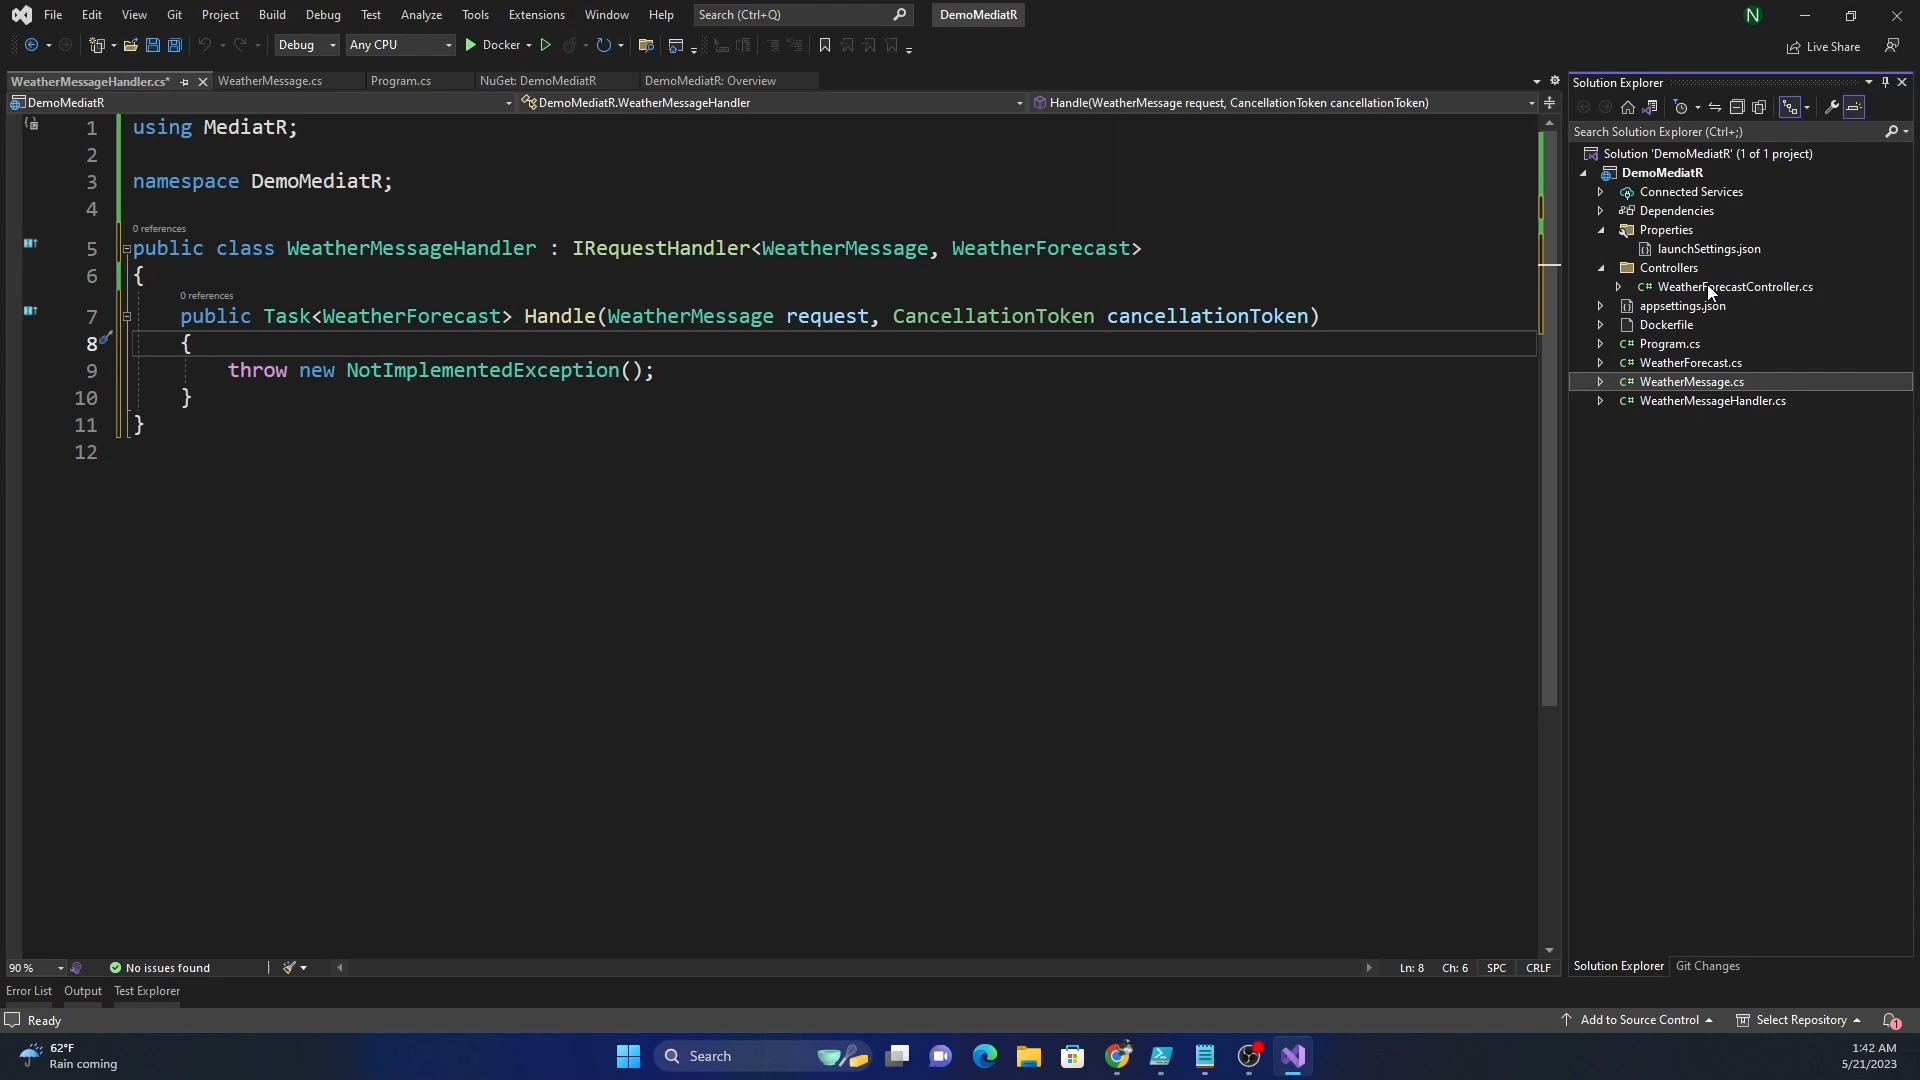 File Edit View Git Project Build Debug Test Analyze Tools Extensions Window Help Search (Ctrl+Q) DemoMediatR N
Debug Any CPU Docker Live Share
WeatherMessageHandler.cs* WeatherMessage.cs Program.cs NuGet: DemoMediatR DemoMediatR: Overview
DemoMediatR DemoMediatR.WeatherMessageHandler Handle(WeatherMessage request, CancellationToken cancellationToken)
1 using MediatR;
2
3 namespace DemoMediatR;
4
0 references
5 public class WeatherMessageHandler : IRequestHandler<WeatherMessage, WeatherForecast>
6 {
0 references
7 public Task<WeatherForecast> Handle(WeatherMessage request, CancellationToken cancellationToken)
8 {
9 throw new NotImplementedException();
10 }
11 }
12
90 % No issues found Ln: 8 Ch: 6 SPC CRLF
Error List Output Test Explorer
Solution Explorer
Search Solution Explorer (Ctrl+;)
Solution 'DemoMediatR' (1 of 1 project)
DemoMediatR
Connected Services
Dependencies
Properties
launchSettings.json
Controllers
C# WeatherForecastController.cs
appsettings.json
Dockerfile
C# Program.cs
C# WeatherForecast.cs
C# WeatherMessage.cs
C# WeatherMessageHandler.cs
Solution Explorer Git Changes
Ready Add to Source Control Select Repository 1
62°F
Rain coming
Search
1:42 AM
5/21/2023